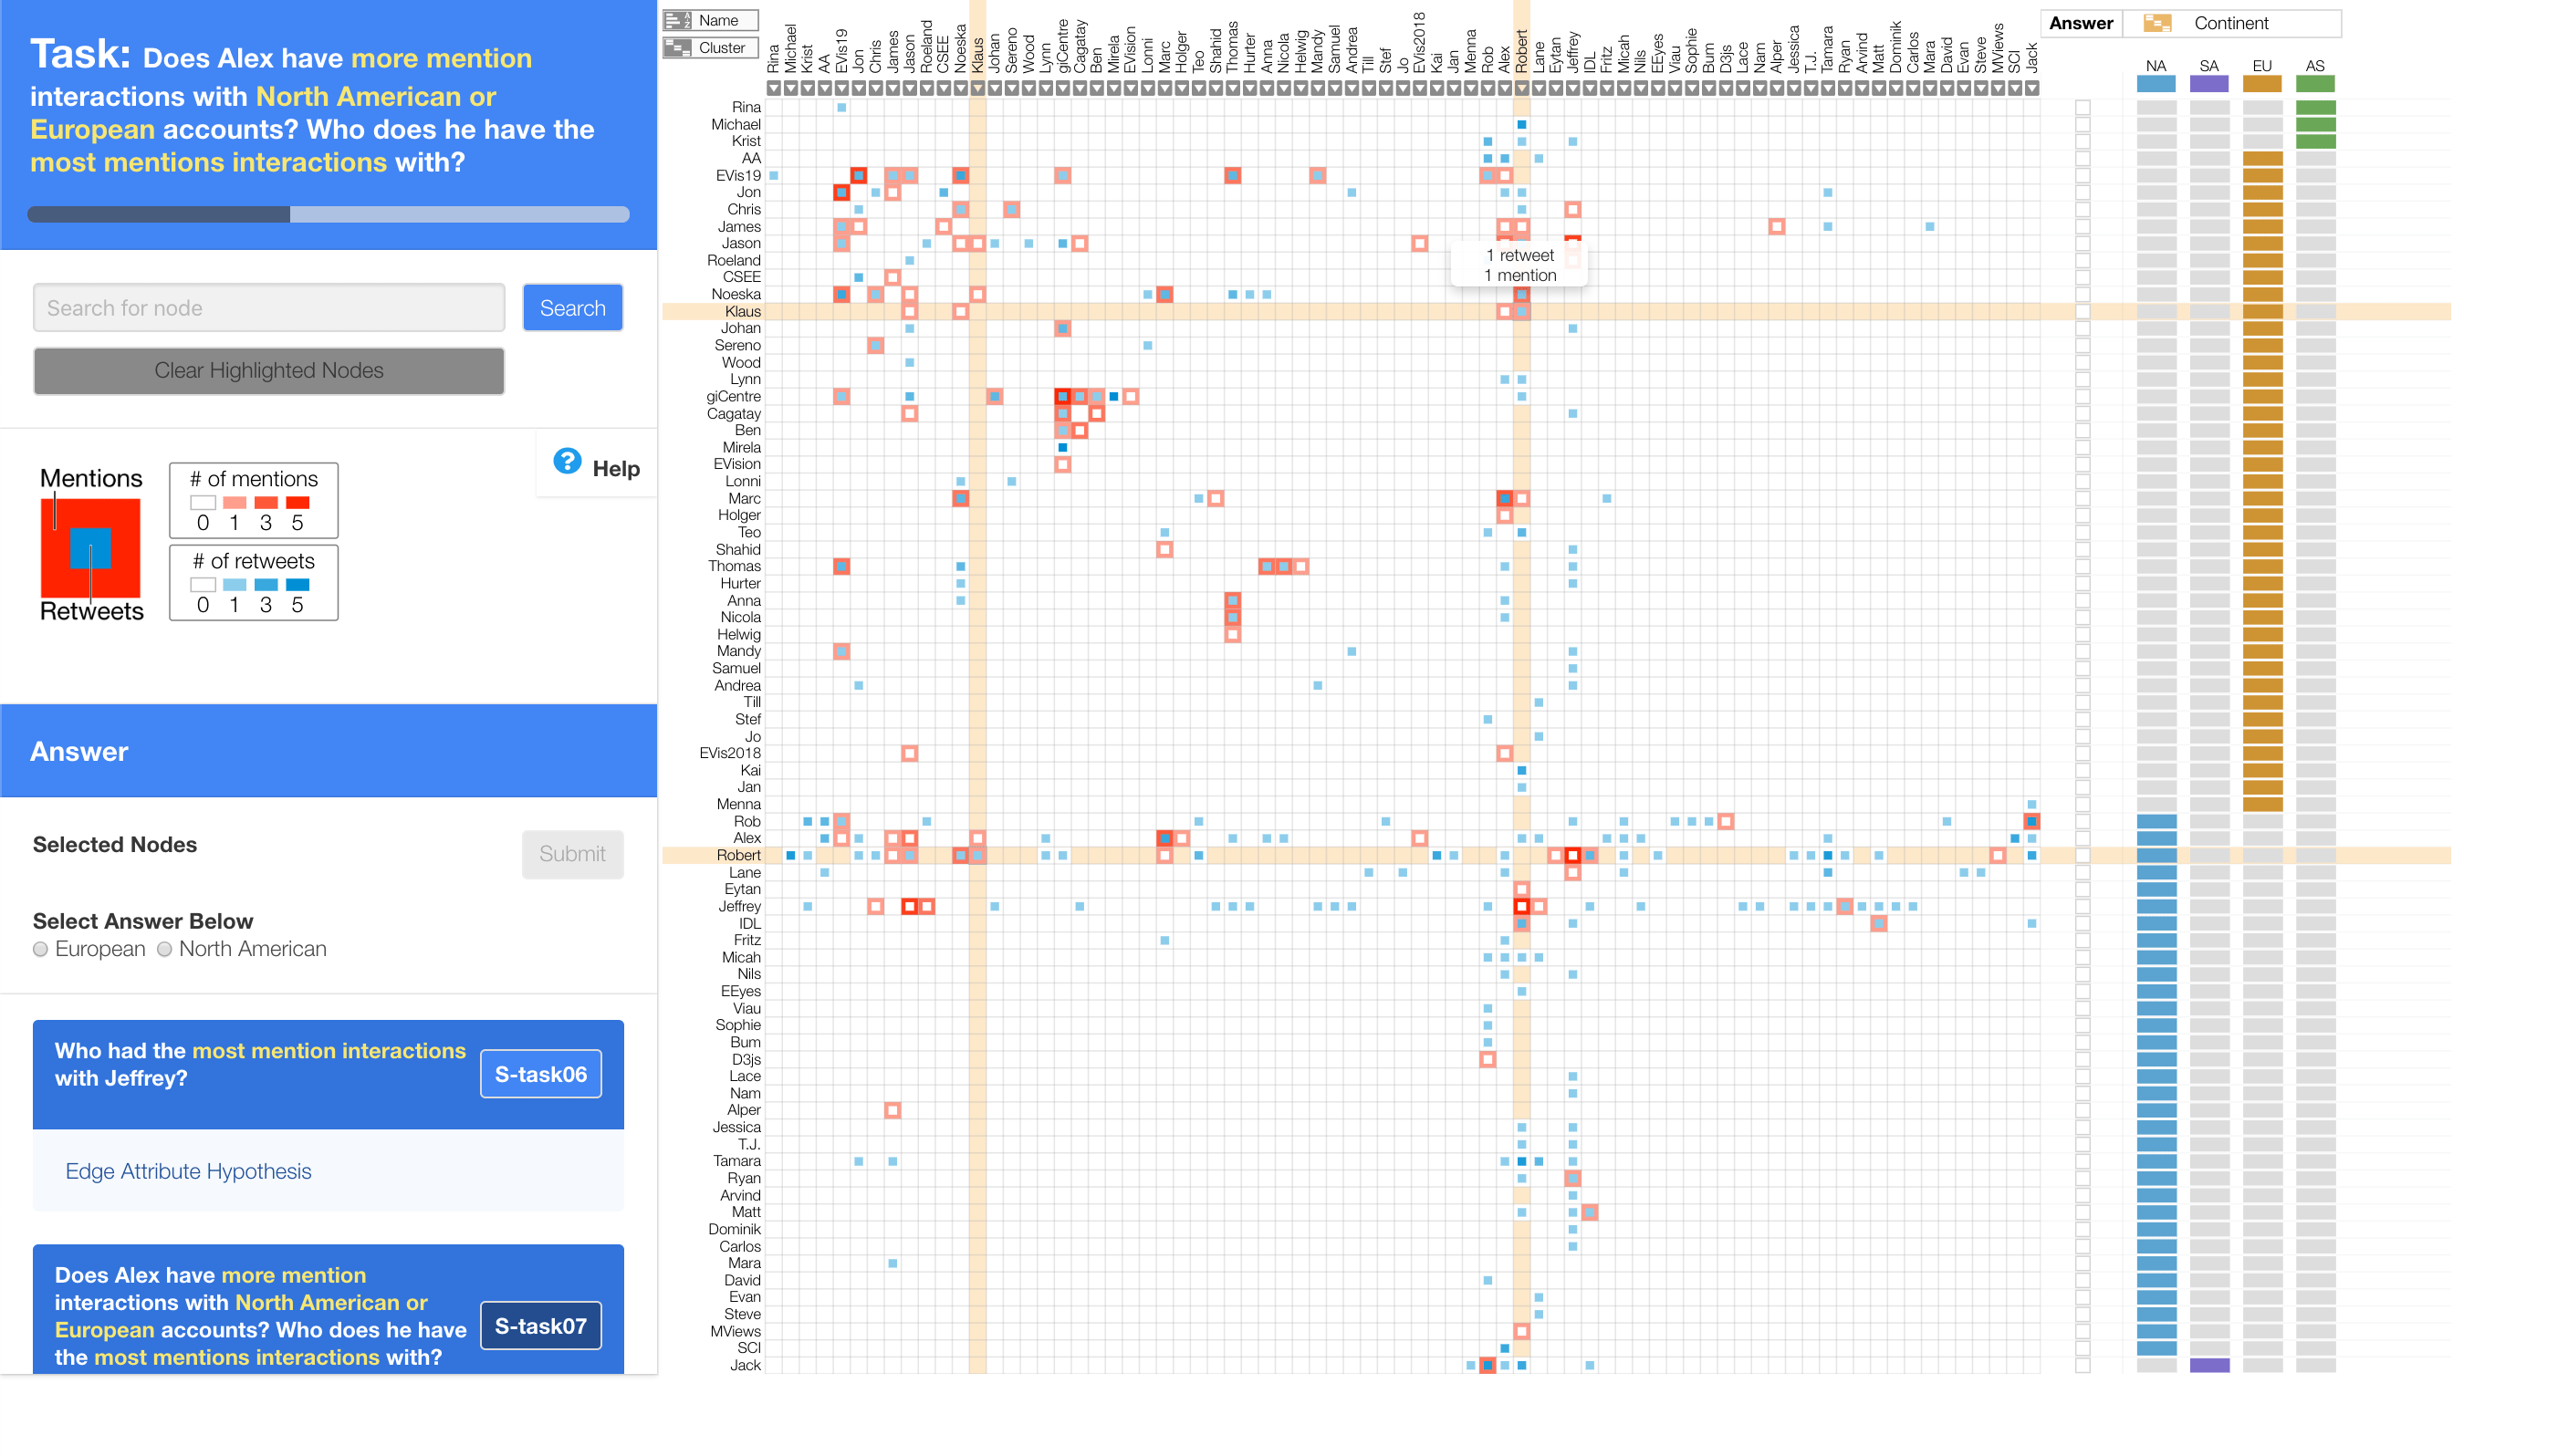 Task: Does Alex have more mention
interactions with North American or
European accounts? Who does he have the
most mentions interactions with?
Search for node
Search
Clear Highlighted Nodes
Help
Mentions
Retweets
# of mentions
0 1 3 5
# of retweets
0 1 3 5
Answer
Selected Nodes
Submit
Select Answer Below
European
North American
Who had the most mention interactions
with Jeffrey?
S-task06
Edge Attribute Hypothesis
Does Alex have more mention
interactions with North American or
European accounts? Who does he have
the most mentions interactions with?
S-task07
Name
Cluster
Rina Michael Krist AA EVis19 Jon Chris James Jason Roeland CSEE Noeska Klaus Johan Sereno Wood Lynn giCentre Cagatay Ben Mirela EVision Lonni Marc Holger Teo Shahid Thomas Hurter Anna Nicola Helwig Mandy Samuel Andrea Till Stef Jo EVis2018 Kai Jan Menna Rob Alex Robert Lane Eytan Jeffrey IDL Fritz Micah Nils EEyes Viau Sophie Bum D3js Lace Nam Alper Jessica T.J. Tamara Ryan Arvind Matt Dominik Carlos Mara David Evan Steve MViews SCI Jack
Answer
Continent
NA SA EU AS
Rina
Michael
Krist
AA
EVis19
Jon
Chris
James
Jason
Roeland
CSEE
Noeska
Klaus
Johan
Sereno
Wood
Lynn
giCentre
Cagatay
Ben
Mirela
EVision
Lonni
Marc
Holger
Teo
Shahid
Thomas
Hurter
Anna
Nicola
Helwig
Mandy
Samuel
Andrea
Till
Stef
Jo
EVis2018
Kai
Jan
Menna
Rob
Alex
Robert
Lane
Eytan
Jeffrey
IDL
Fritz
Micah
Nils
EEyes
Viau
Sophie
Bum
D3js
Lace
Nam
Alper
Jessica
T.J.
Tamara
Ryan
Arvind
Matt
Dominik
Carlos
Mara
David
Evan
Steve
MViews
SCI
Jack
1 retweet
1 mention